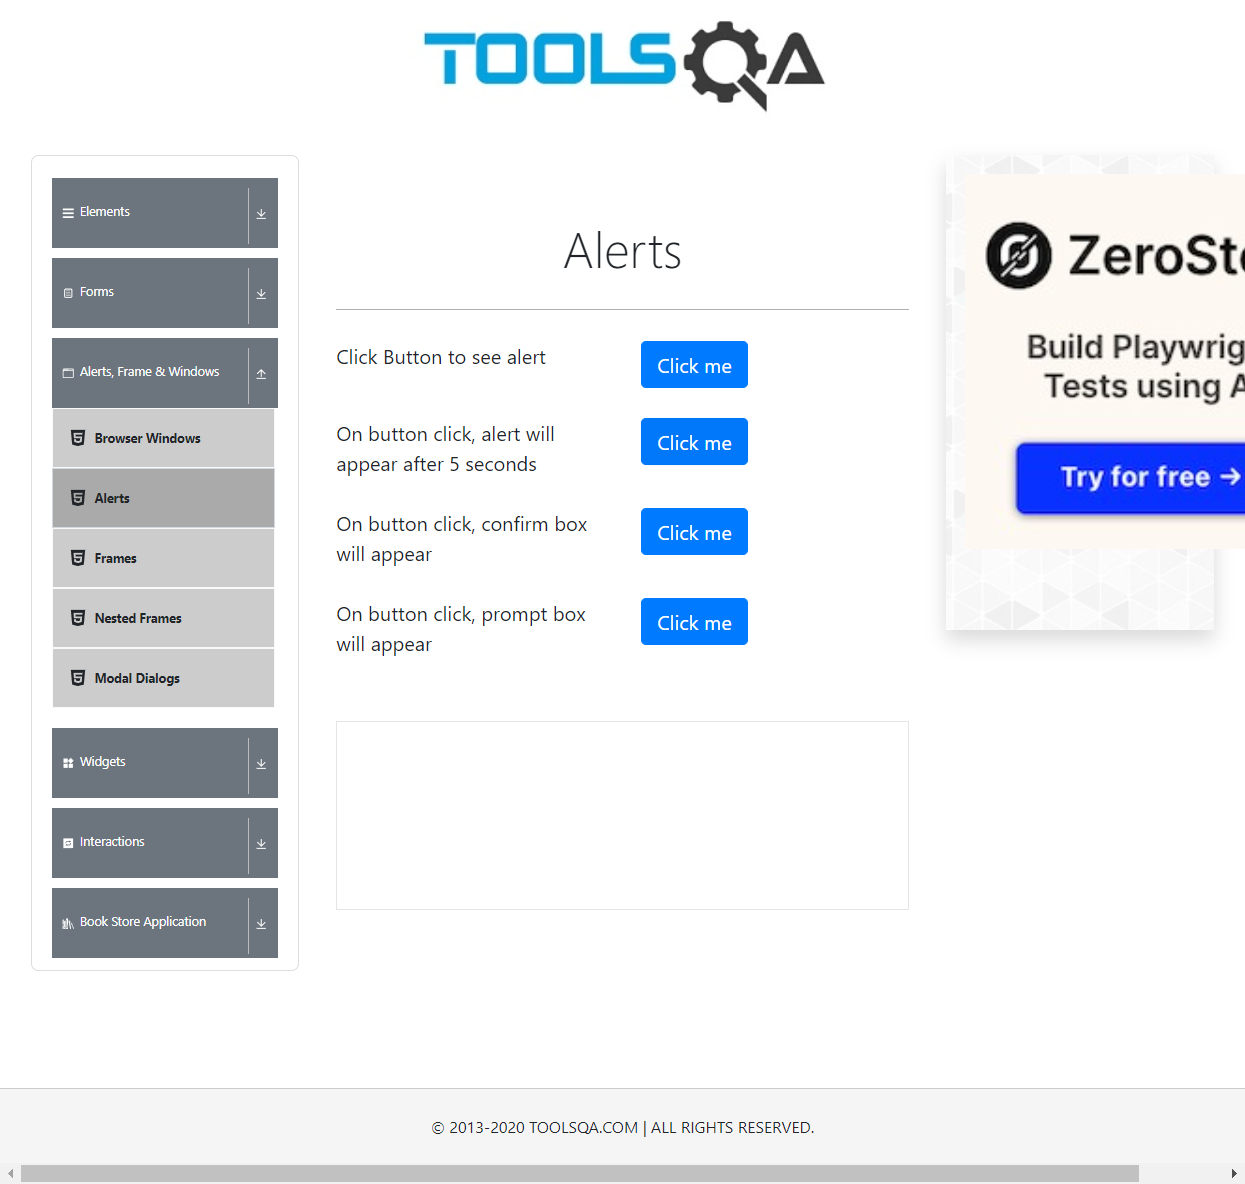 TOOLSQA
Elements
Forms
Alerts, Frame & Windows
Browser Windows
Alerts
Frames
Nested Frames
Modal Dialogs
Widgets
Interactions
Book Store Application
Alerts
Click Button to see alert
Click me
On button click, alert will
appear after 5 seconds
Click me
On button click, confirm box
will appear
Click me
On button click, prompt box
will appear
Click me
ZeroSt
Build Playwrig
Tests using A
Try for free →
© 2013-2020 TOOLSQA.COM | ALL RIGHTS RESERVED.